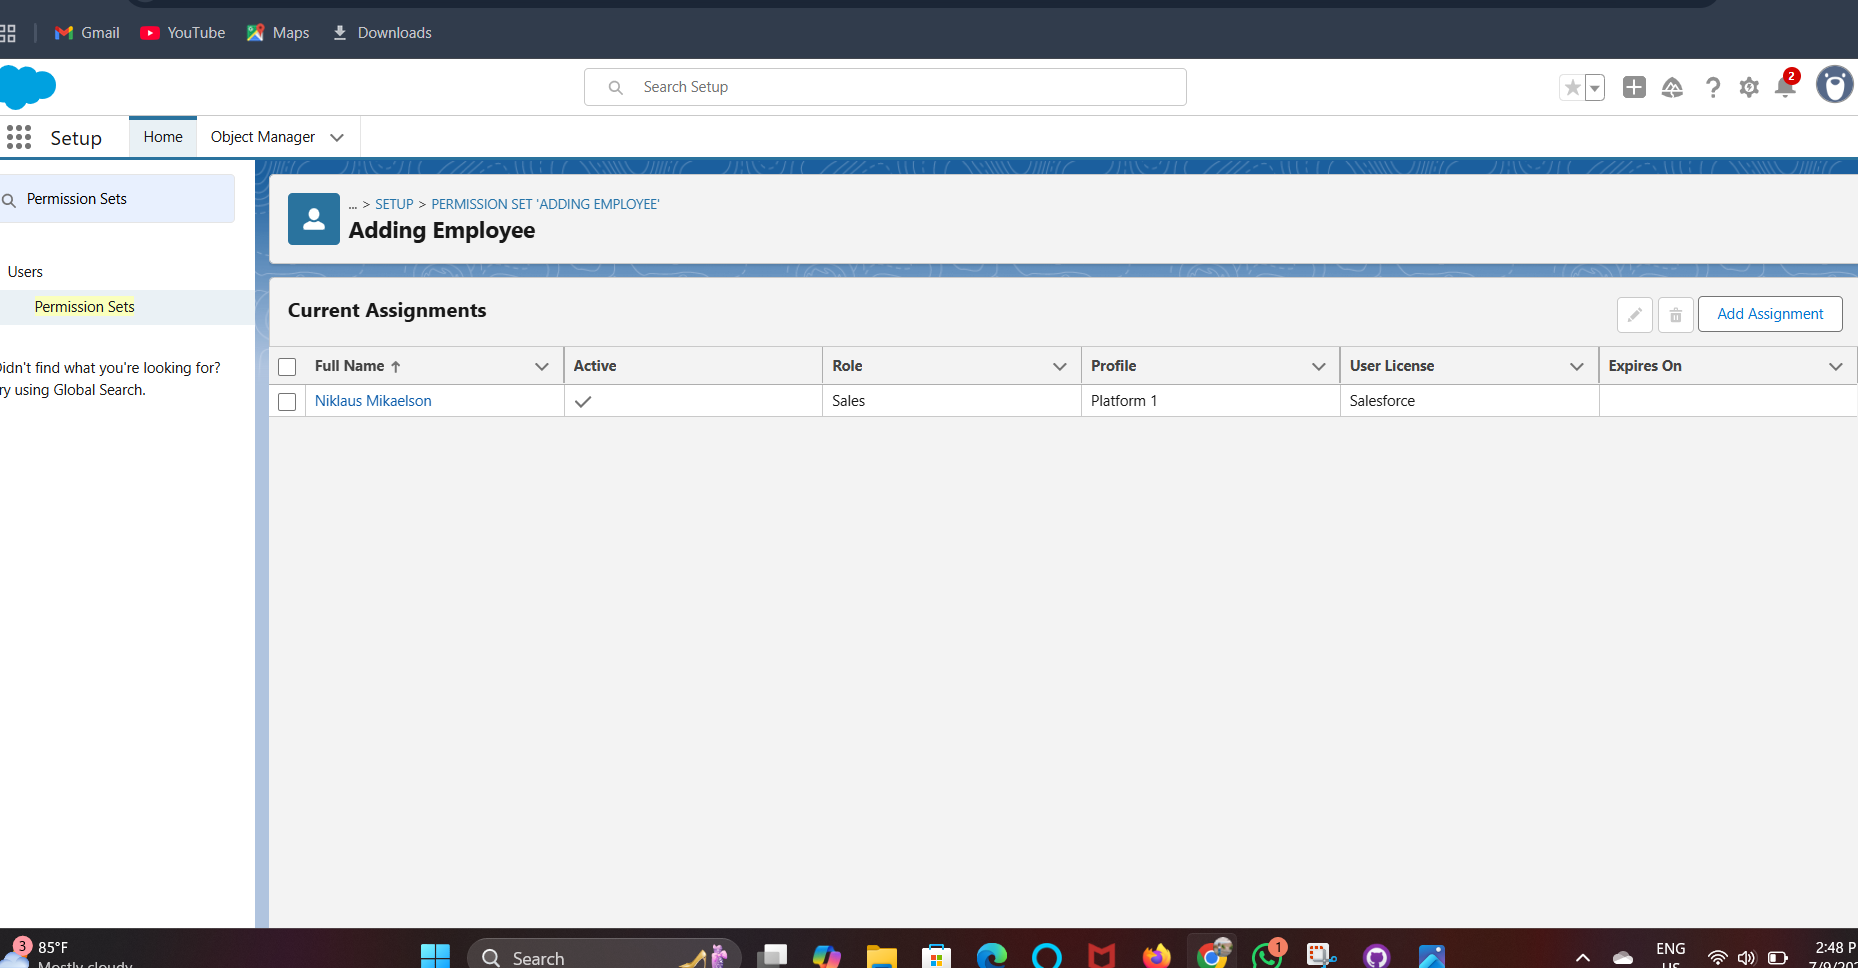 Gmail YouTube Maps Downloads
Search Setup
2
Setup Home Object Manager
Permission Sets
... > SETUP > PERMISSION SET 'ADDING EMPLOYEE'
Adding Employee
Users
Permission Sets
Current Assignments
Add Assignment
idn't find what you're looking for?
ry using Global Search.
Full Name Active Role Profile User License Expires On
Niklaus Mikaelson Sales Platform 1 Salesforce
3 85°F
Mostly cloudy
Search
1
ENG
US
2:48 P
7/9/202